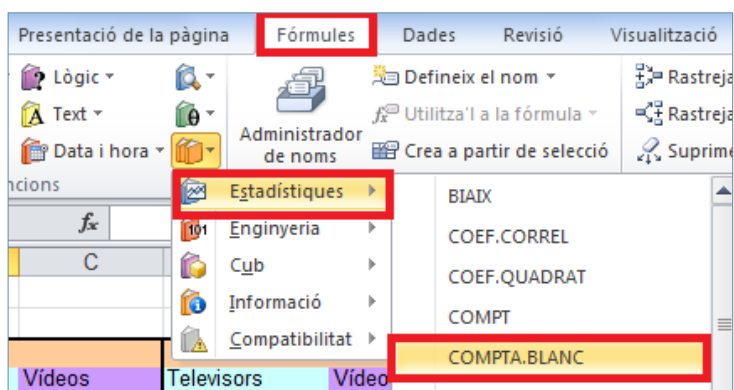 Presentació de la pàgina Fórmules Dades Revisió Visualització
Lògic Defineix el nom Rastreja
Text Utilitza'l a la fórmula Rastreja
Administrador de noms
Data i hora Crea a partir de selecció Suprime
ncions
Estadístiques BIAIX
fx Enginyeria COEF.CORREL
C Cub COEF.QUADRAT
Informació COMPT
Compatibilitat COMPTA.BLANC
Vídeos Televisors Vídeo